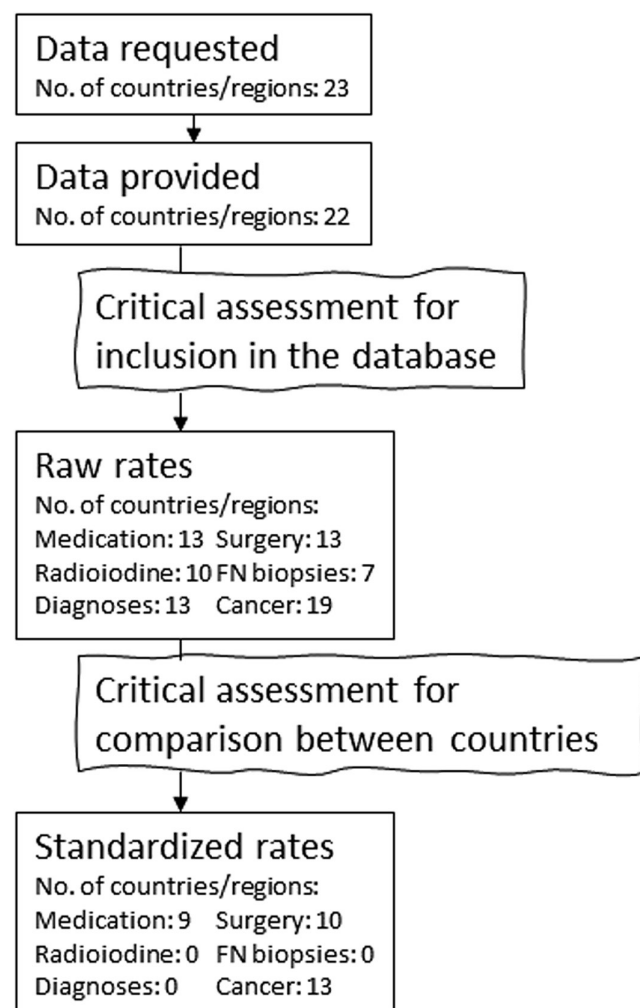 Data requested
No. of countries/regions: 23
Data provided
No. of countries/regions: 22
Critical assessment for
inclusion in the database
Raw rates
No. of countries/regions:
Medication: 13 Surgery: 13
Radioiodine: 10 FN biopsies: 7
Diagnoses: 13 Cancer: 19
Critical assessment for
comparison between countries
Standardized rates
No. of countries/regions:
Medication: 9 Surgery: 10
Radioiodine: 0 FN biopsies: 0
Diagnoses: 0 Cancer: 13